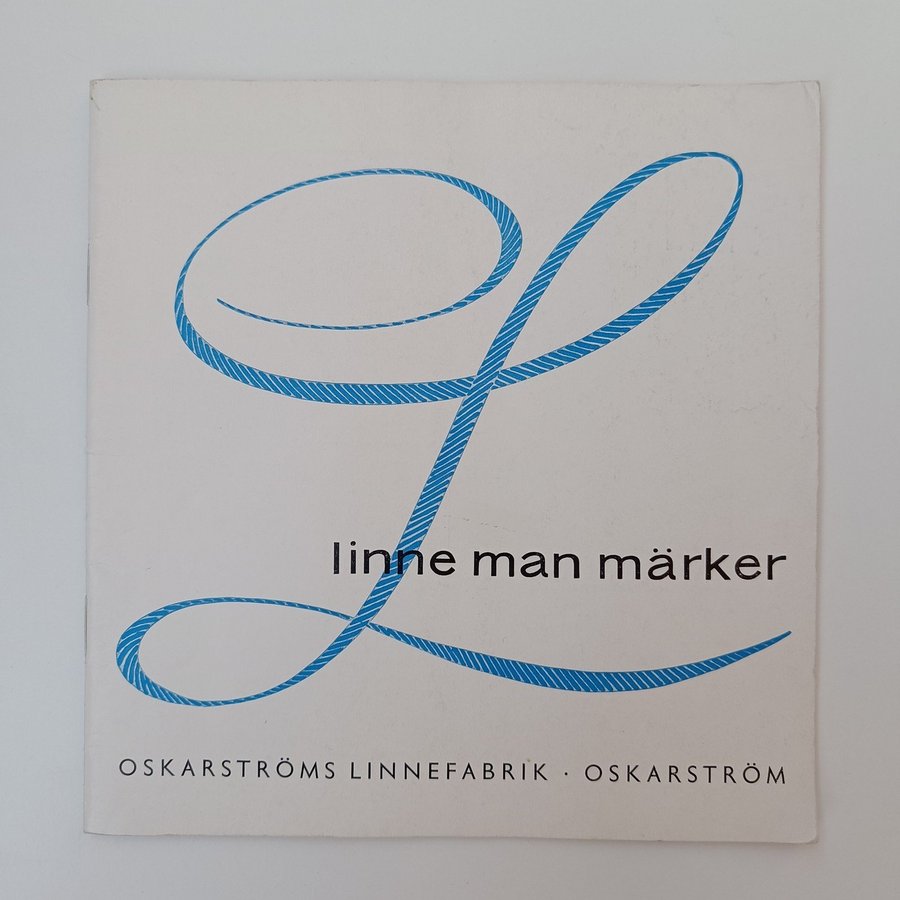 L
linne man märker
OSKARSTRÖMS LINNEFABRIK · OSKARSTRÖM